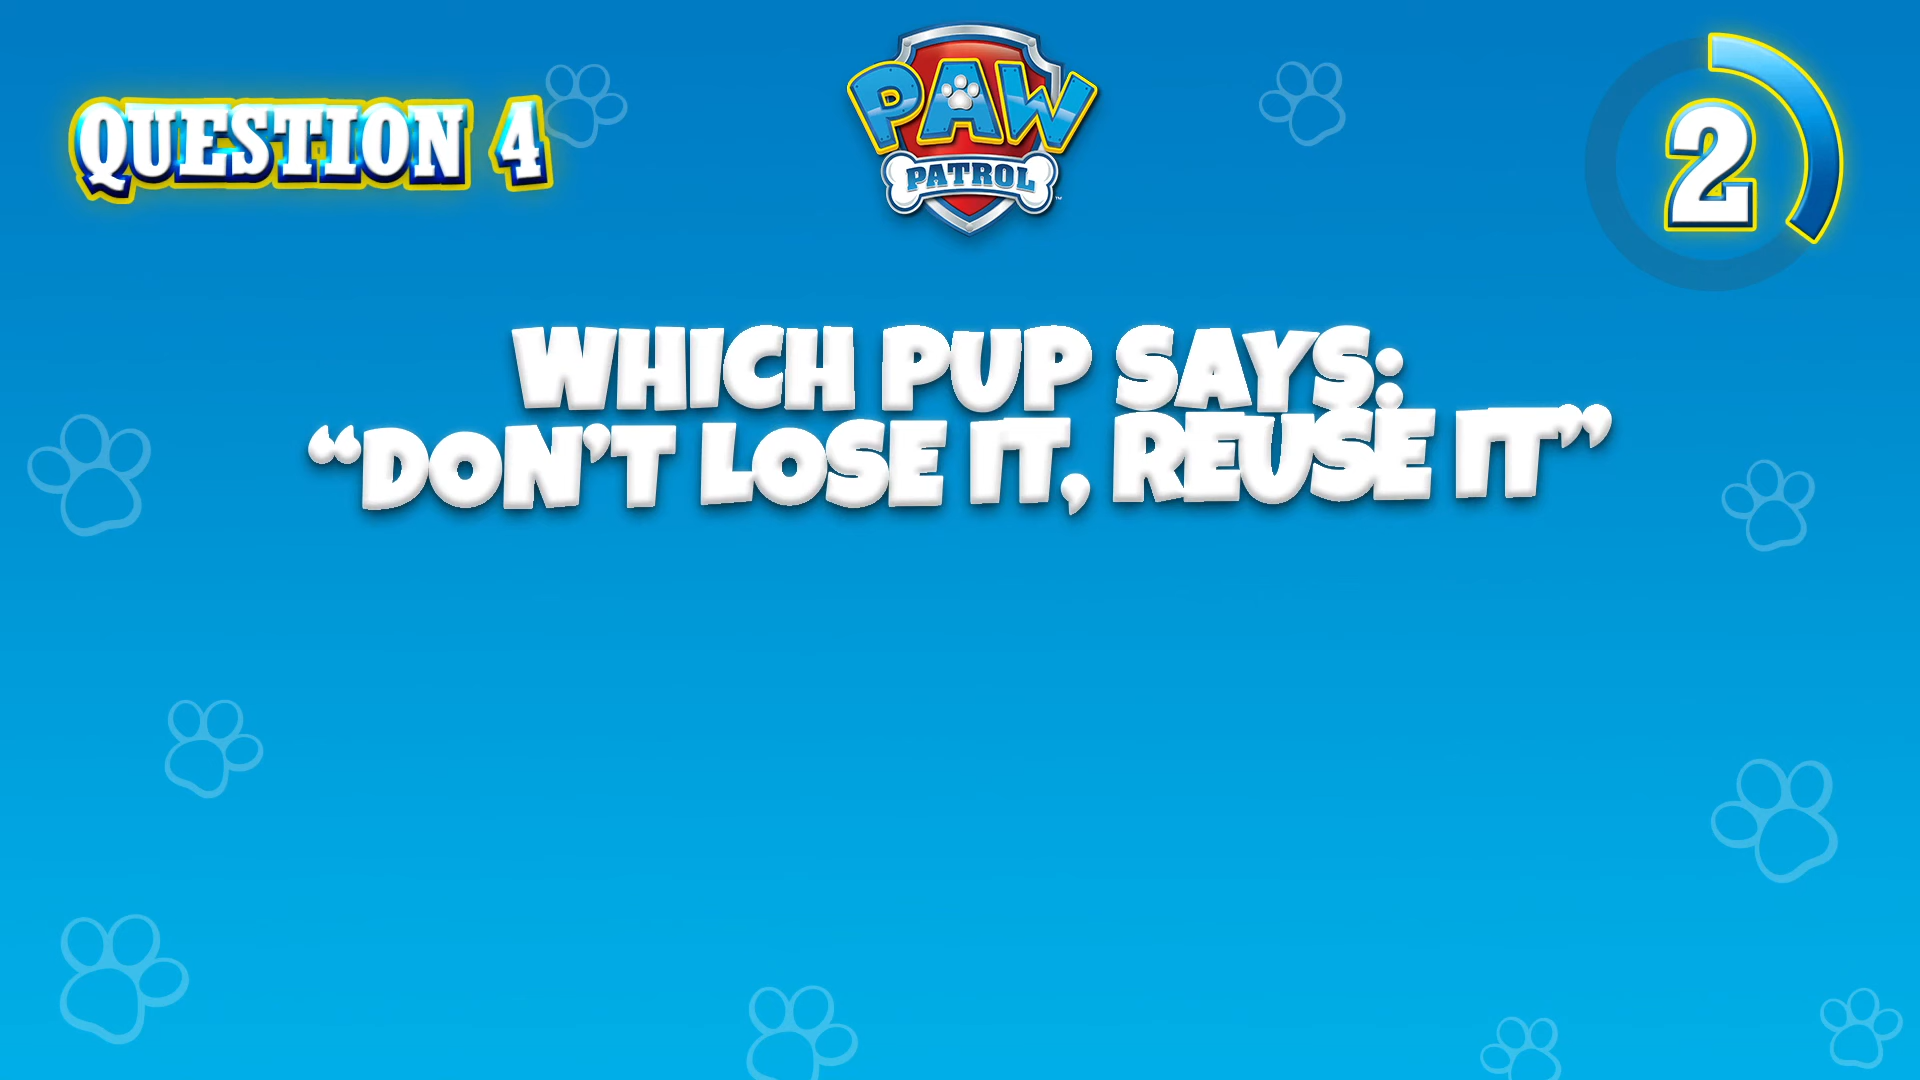 PAW
PATROL
QUESTION 4
2
WHICH PUP SAYS:
“DON’T LOSE IT, REUSE IT”